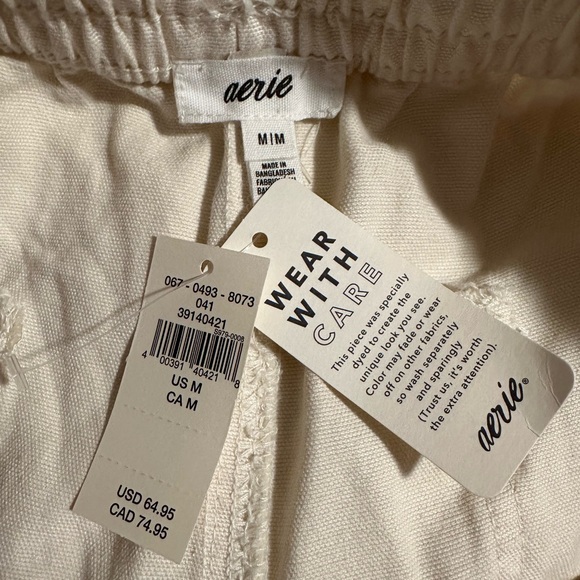 aerie
M|M
MADE IN
BANGLADESH
067 - 0493 - 8073
041
39140421
5979-0006
4 00391 40421 8
US M
CA M
USD 64.95
CAD 74.95
WEAR
WITH
CARE
This piece was specially
dyed to create the
unique look you see.
Color may fade or wear
off on other fabrics,
so wash separately
and sparingly
(Trust us, it's worth
the extra attention).
aerie®